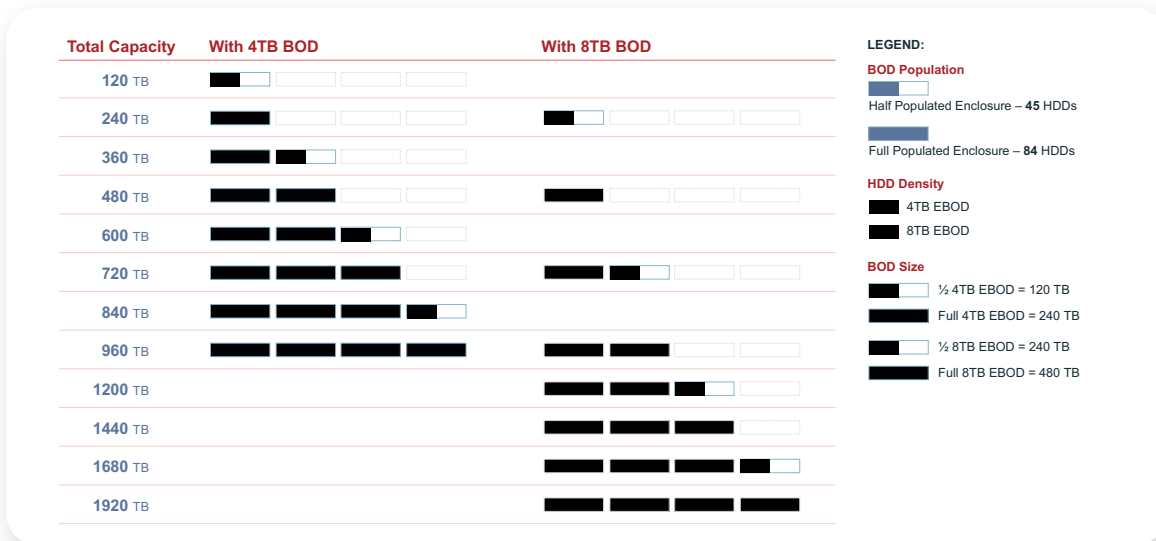 Total Capacity With 4TB BOD With 8TB BOD
120 TB
240 TB
360 TB
480 TB
600 TB
720 TB
840 TB
960 TB
1200 TB
1440 TB
1680 TB
1920 TB
LEGEND:
BOD Population
Half Populated Enclosure – 45 HDDs
Full Populated Enclosure – 84 HDDs
HDD Density
4TB EBOD
8TB EBOD
BOD Size
½ 4TB EBOD = 120 TB
Full 4TB EBOD = 240 TB
½ 8TB EBOD = 240 TB
Full 8TB EBOD = 480 TB